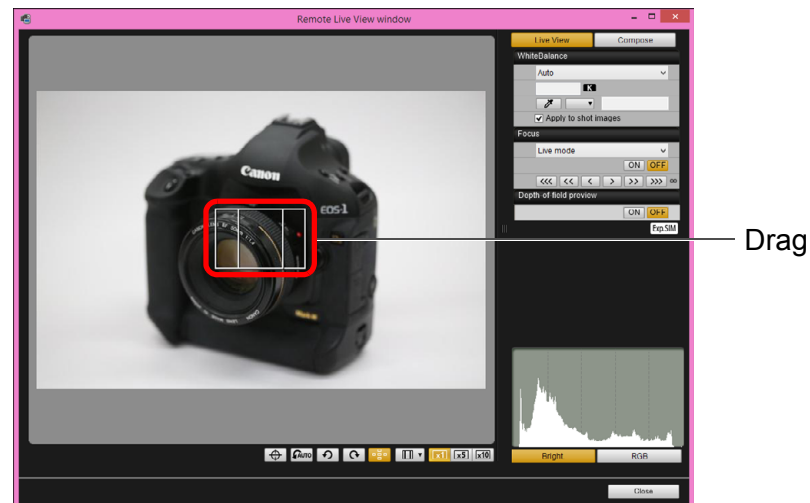 Remote Live View window
Live View
Compose
WhiteBalance
Auto
K
Apply to shot images
Focus
Live mode
ON OFF
<<< << < > >> >>> ∞
Depth-of-field preview
ON OFF
Exp.SIM
Drag
Canon
EOS-1
AUTO
x1 x5 x10
Bright
RGB
Close